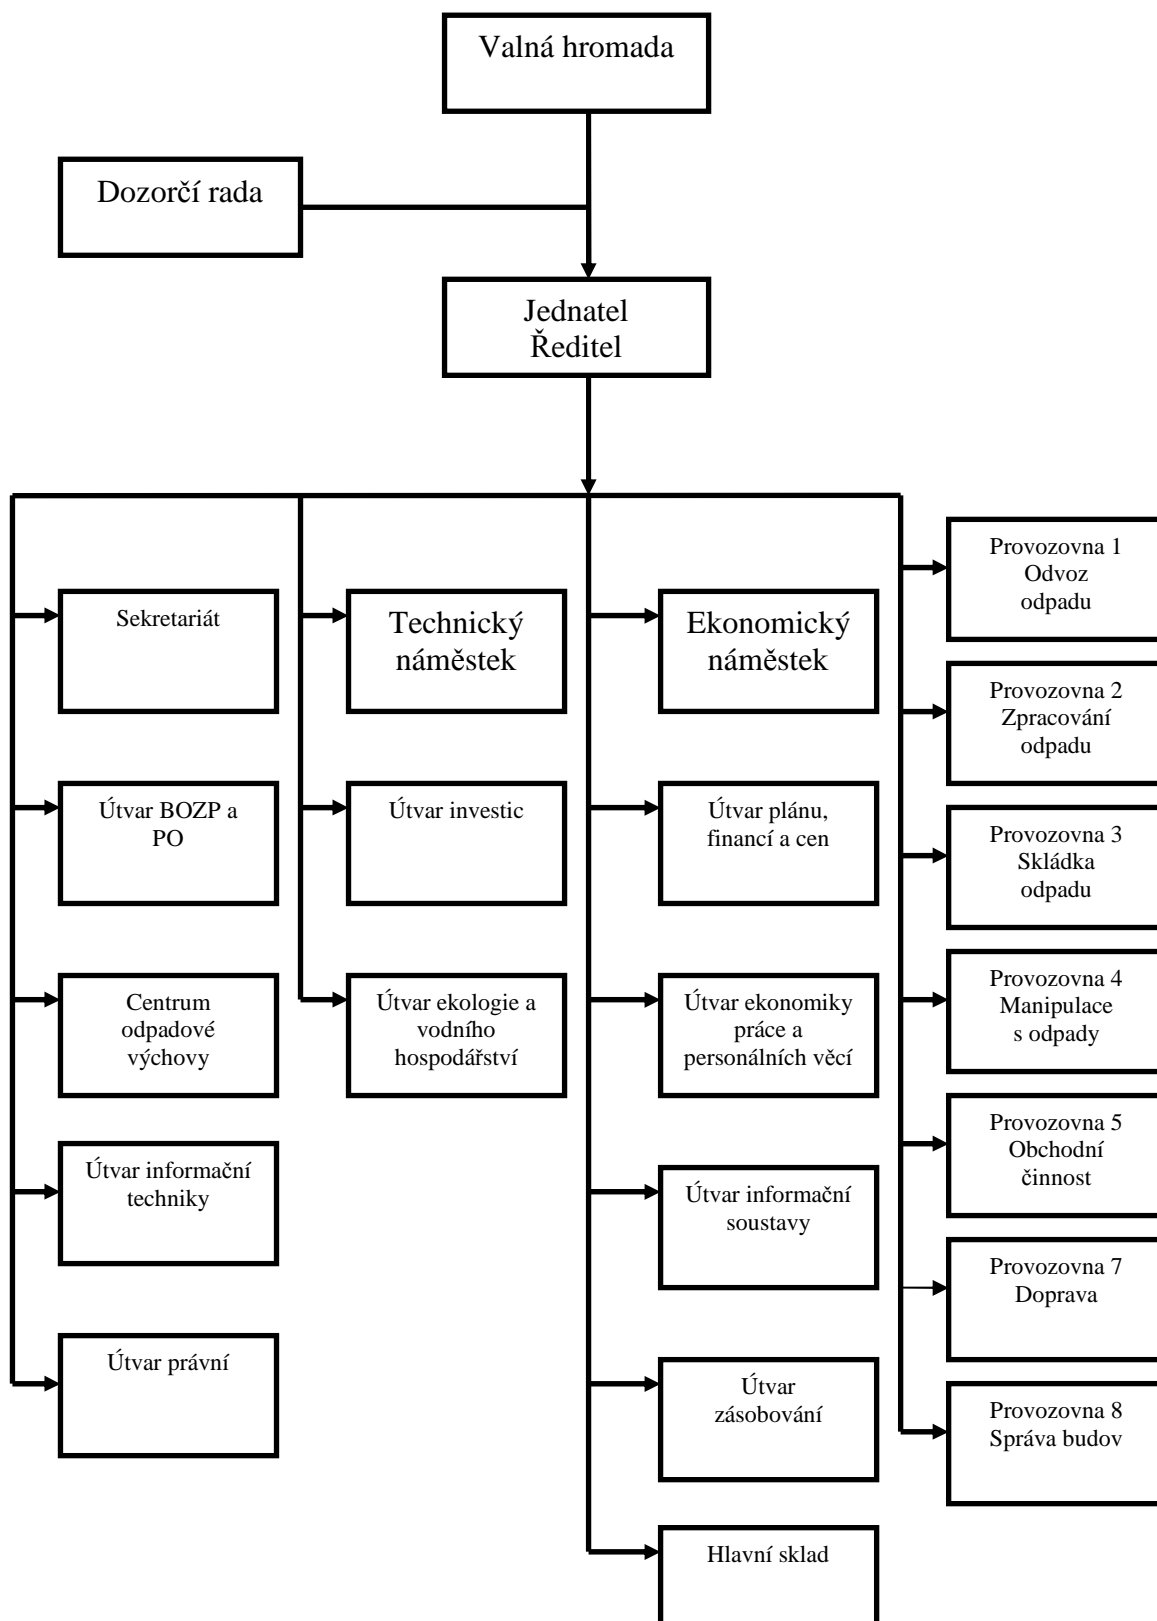 Valná hromada
Dozorčí rada
Jednatel
Ředitel
Sekretariát
Útvar BOZP a
PO
Centrum
odpadové
výchovy
Útvar informační
techniky
Útvar právní
Technický
náměstek
Útvar investic
Útvar ekologie a
vodního
hospodářství
Ekonomický
náměstek
Útvar plánu,
financí a cen
Útvar ekonomiky
práce a
personálních věcí
Útvar informační
soustavy
Útvar
zásobování
Hlavní sklad
Provozovna 1
Odvoz
odpadu
Provozovna 2
Zpracování
odpadu
Provozovna 3
Skládka
odpadu
Provozovna 4
Manipulace
s odpady
Provozovna 5
Obchodní
činnost
Provozovna 7
Doprava
Provozovna 8
Správa budov